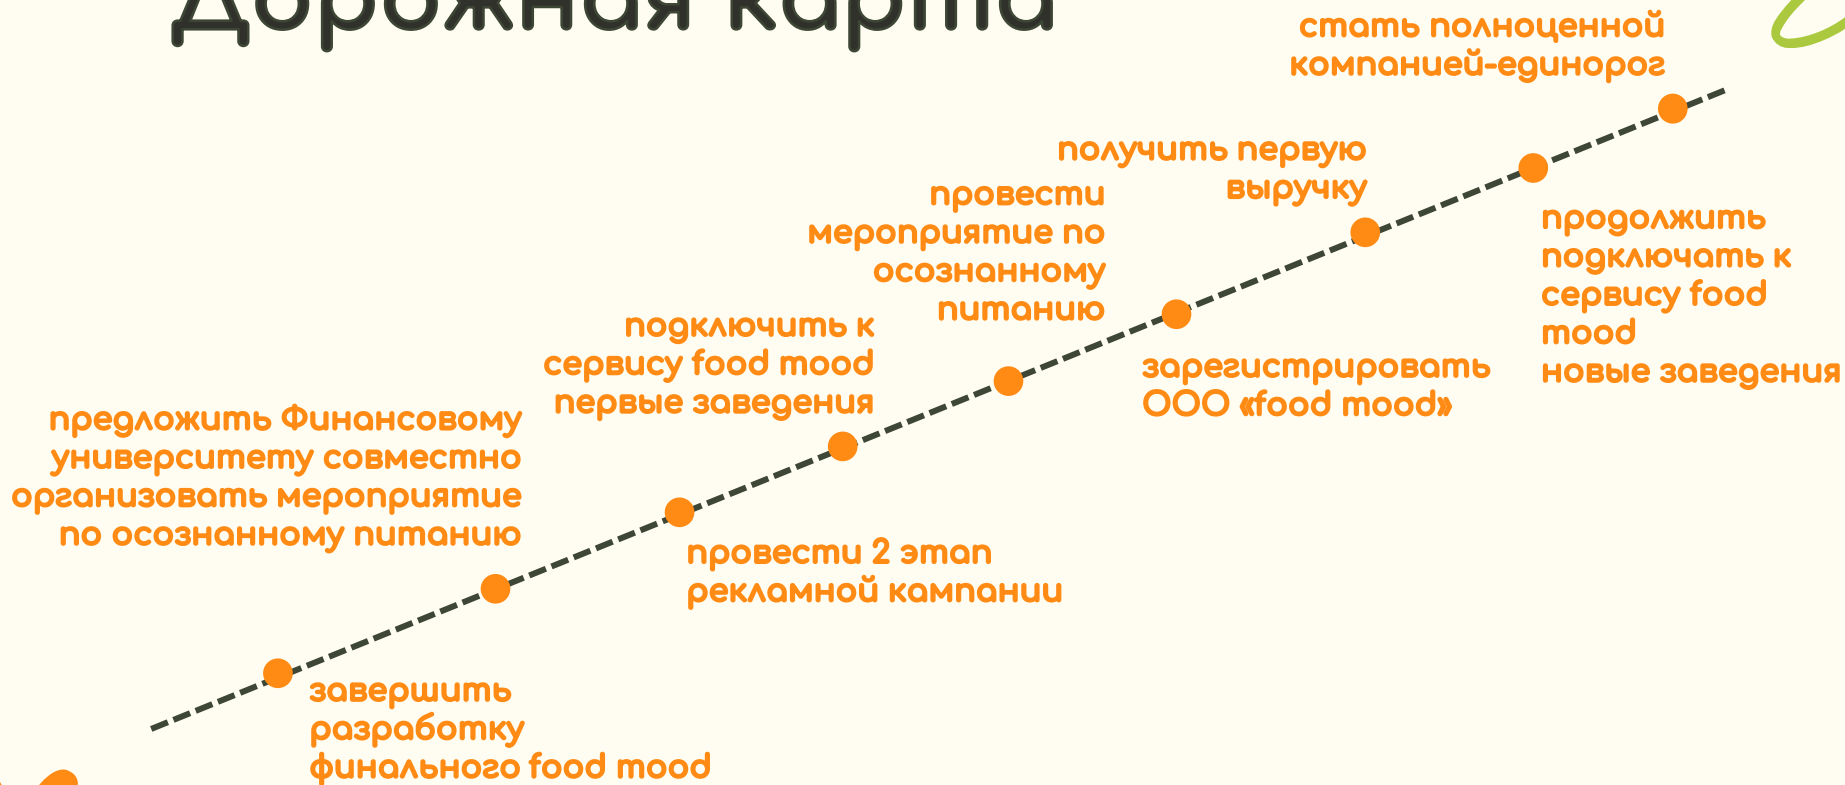 Дорожная карта
стать полноценной
компанией-единорог
получить первую
выручку
провести
мероприятие по
осознанному
питанию
продолжить
подключать к
сервису food
mood
новые заведения
подключить к
сервису food mood
первые заведения
зарегистрировать
ООО «food mood»
предложить Финансовому
университету совместно
организовать мероприятие
по осознанному питанию
провести 2 этап
рекламной кампании
завершить
разработку
финального food mood